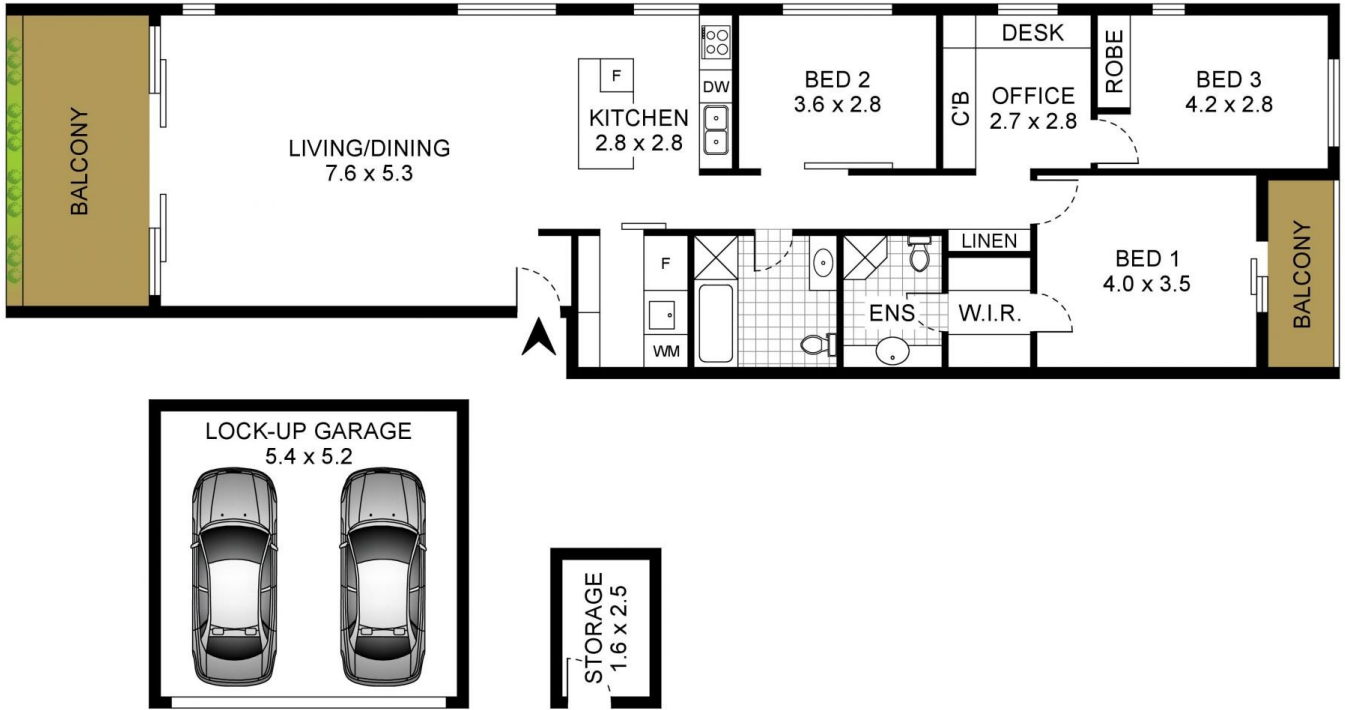 BALCONY
LIVING/DINING
7.6 x 5.3
F
KITCHEN
2.8 x 2.8
DW
BED 2
3.6 x 2.8
DESK
C'B
OFFICE
2.7 x 2.8
ROBE
BED 3
4.2 x 2.8
F
WM
ENS
LINEN
W.I.R.
BED 1
4.0 x 3.5
BALCONY
LOCK-UP GARAGE
5.4 x 5.2
STORAGE
1.6 x 2.5